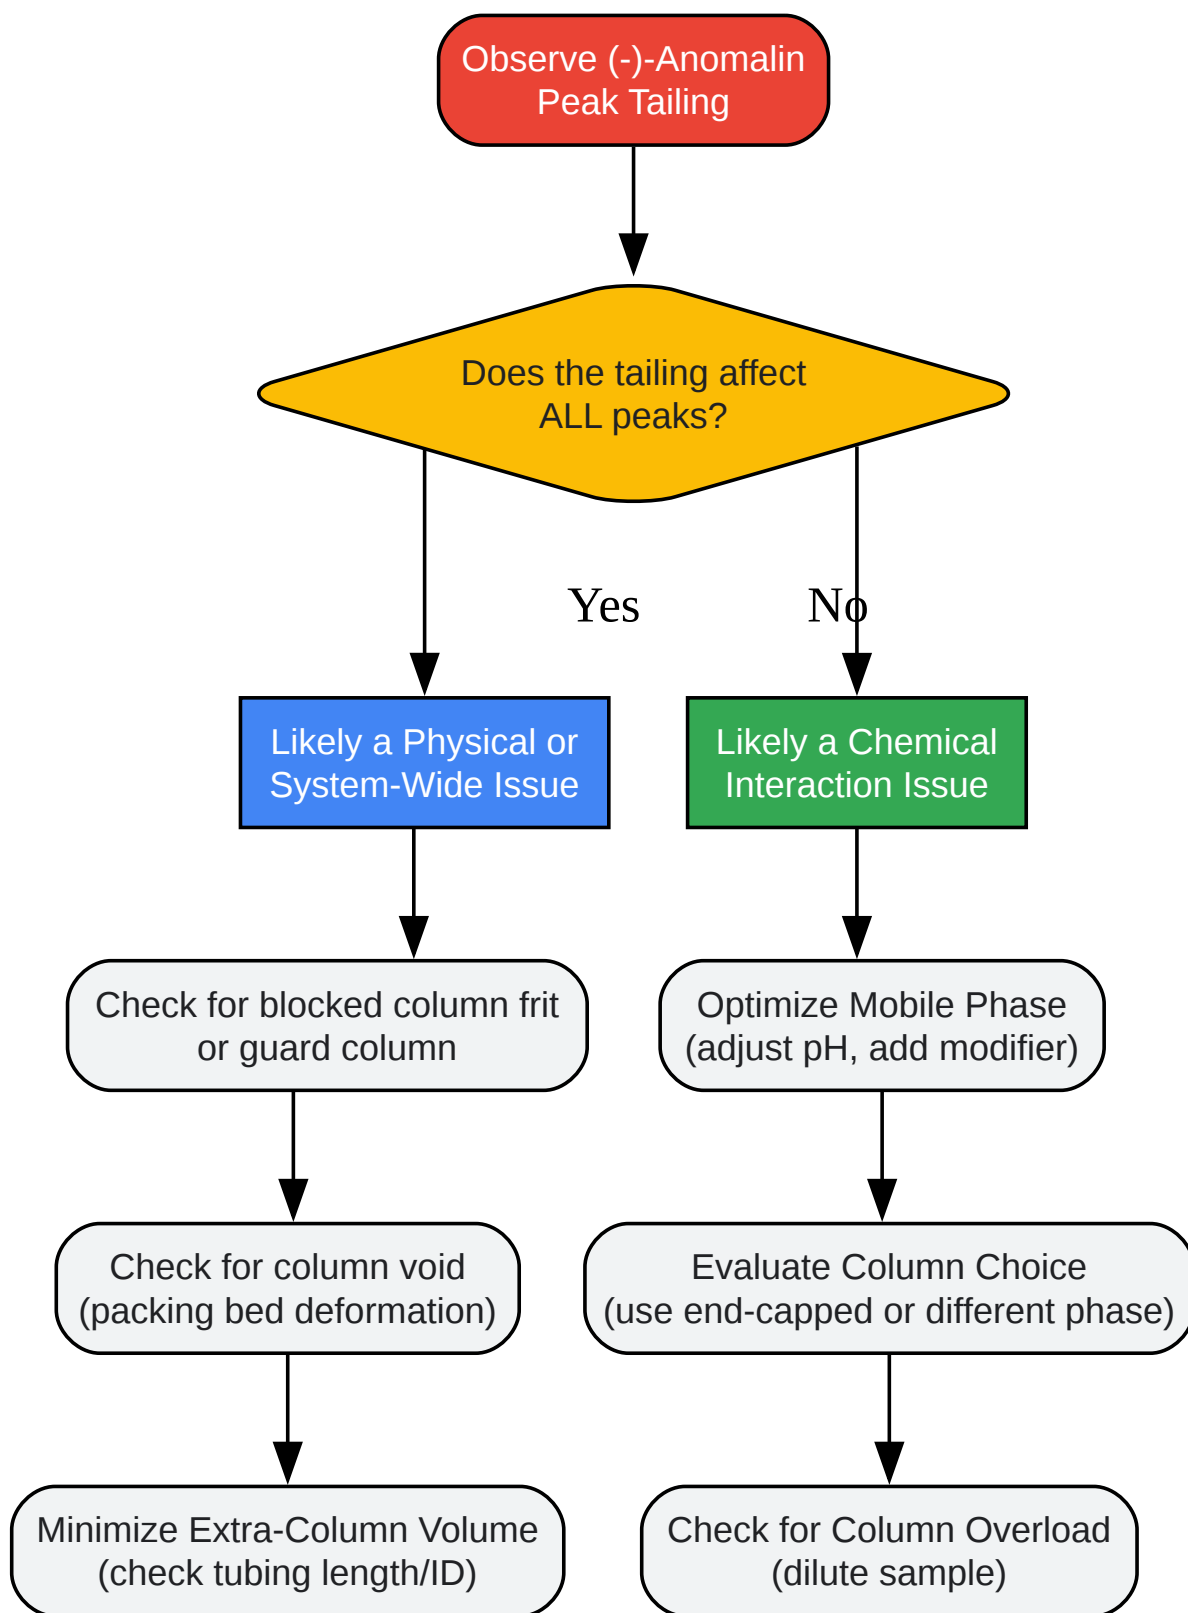 Observe (-)-Anomalin
Peak Tailing
Does the tailing affect
ALL peaks?
Yes
No
Likely a Physical or
System-Wide Issue
Likely a Chemical
Interaction Issue
Check for blocked column frit
or guard column
Optimize Mobile Phase
(adjust pH, add modifier)
Check for column void
(packing bed deformation)
Evaluate Column Choice
(use end-capped or different phase)
Minimize Extra-Column Volume
(check tubing length/ID)
Check for Column Overload
(dilute sample)